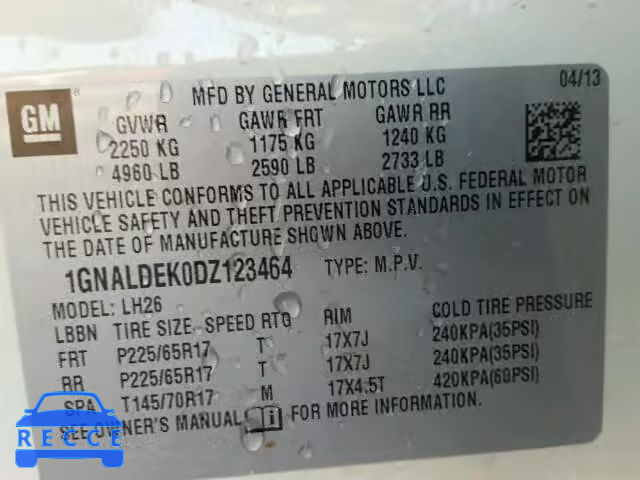 GM ®
MFD BY GENERAL MOTORS LLC 04/13
GVWR GAWR FRT GAWR RR
2250 KG 1175 KG 1240 KG
4960 LB 2590 LB 2733 LB
THIS VEHICLE CONFORMS TO ALL APPLICABLE U.S. FEDERAL MOTOR
VEHICLE SAFETY AND THEFT PREVENTION STANDARDS IN EFFECT ON
THE DATE OF MANUFACTURE SHOWN ABOVE.
1GNALDEK0DZ123464 TYPE: M.P.V.
MODEL: LH26
LBBN TIRE SIZE SPEED RTG RIM COLD TIRE PRESSURE
FRT P225/65R17 T 17X7J 240KPA(35PSI)
RR P225/65R17 T 17X7J 240KPA(35PSI)
SPA T145/70R17 M 17X4.5T 420KPA(60PSI)
SEE OWNER'S MANUAL FOR MORE INFORMATION.
RECCE